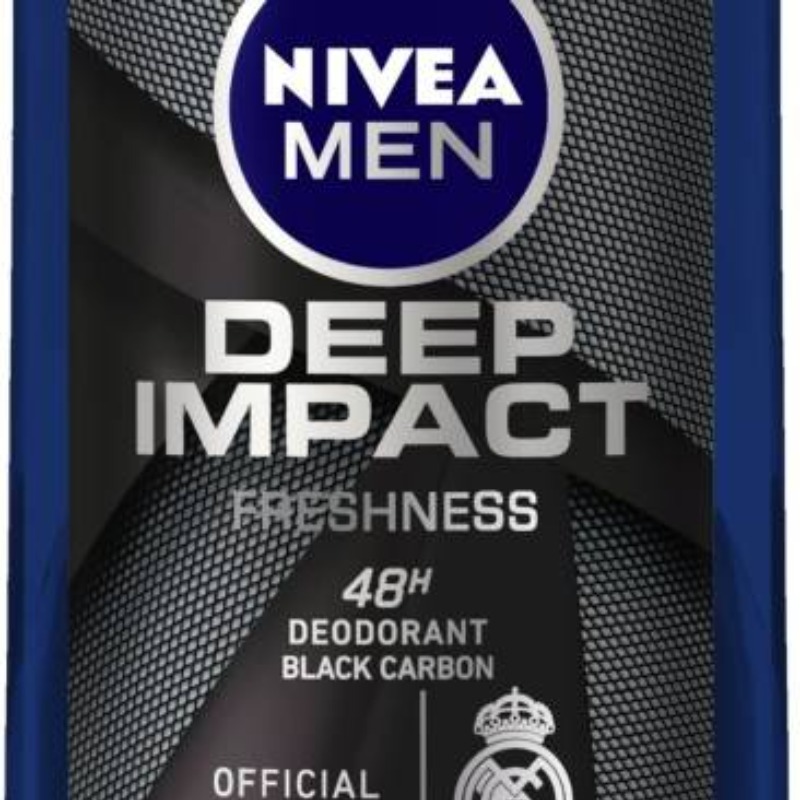 NIVEA
MEN
DEEP
IMPACT
FRESHNESS
48H
DEODORANT
BLACK CARBON
OFFICIAL